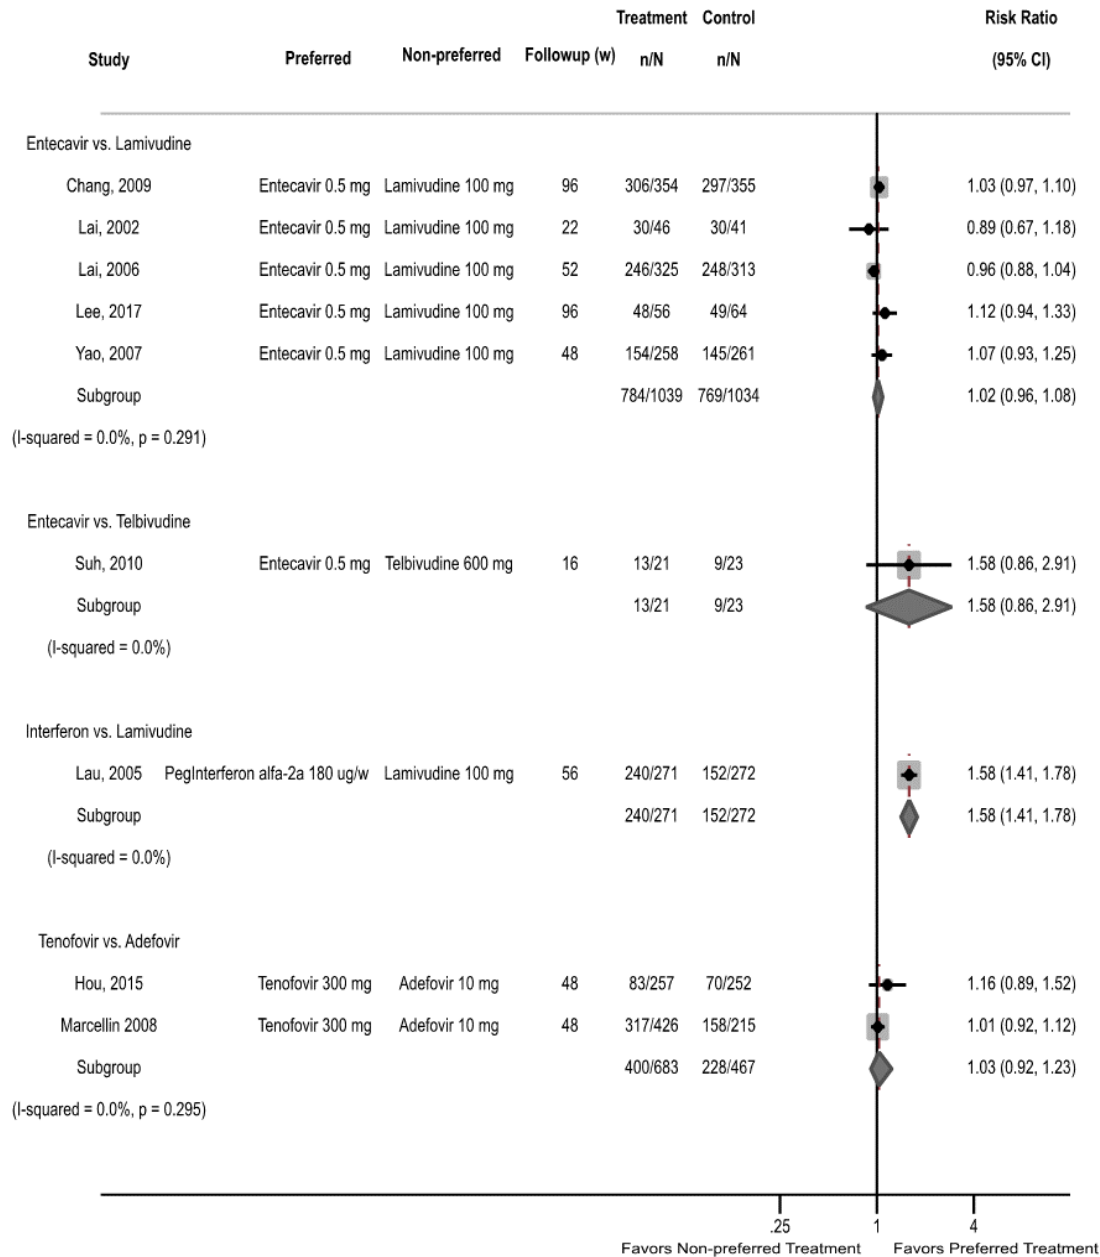 Treatment Control Risk Ratio
Study Preferred Non-preferred Followup (w) n/N n/N (95% CI)
Entecavir vs. Lamivudine
Chang, 2009 Entecavir 0.5 mg Lamivudine 100 mg 96 306/354 297/355 1.03 (0.97, 1.10)
Lai, 2002 Entecavir 0.5 mg Lamivudine 100 mg 22 30/46 30/41 0.89 (0.67, 1.18)
Lai, 2006 Entecavir 0.5 mg Lamivudine 100 mg 52 246/325 248/313 0.96 (0.88, 1.04)
Lee, 2017 Entecavir 0.5 mg Lamivudine 100 mg 96 48/56 49/64 1.12 (0.94, 1.33)
Yao, 2007 Entecavir 0.5 mg Lamivudine 100 mg 48 154/258 145/261 1.07 (0.93, 1.25)
Subgroup 784/1039 769/1034 1.02 (0.96, 1.08)
(I-squared = 0.0%, p = 0.291)
Entecavir vs. Telbivudine
Suh, 2010 Entecavir 0.5 mg Telbivudine 600 mg 16 13/21 9/23 1.58 (0.86, 2.91)
Subgroup 13/21 9/23 1.58 (0.86, 2.91)
(I-squared = 0.0%)
Interferon vs. Lamivudine
Lau, 2005 PegInterferon alfa-2a 180 ug/w Lamivudine 100 mg 56 240/271 152/272 1.58 (1.41, 1.78)
Subgroup 240/271 152/272 1.58 (1.41, 1.78)
(I-squared = 0.0%)
Tenofovir vs. Adefovir
Hou, 2015 Tenofovir 300 mg Adefovir 10 mg 48 83/257 70/252 1.16 (0.89, 1.52)
Marcellin 2008 Tenofovir 300 mg Adefovir 10 mg 48 317/426 158/215 1.01 (0.92, 1.12)
Subgroup 400/683 228/467 1.03 (0.92, 1.23)
(I-squared = 0.0%, p = 0.295)
.25 1 4
Favors Non-preferred Treatment Favors Preferred Treatment